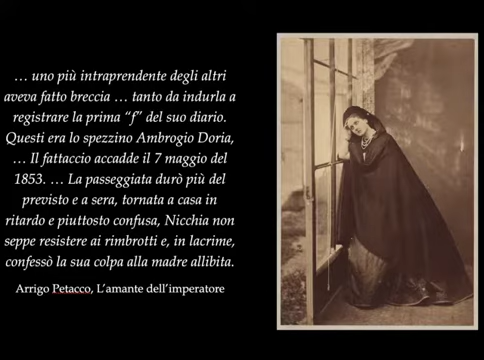 … uno più intraprendente degli altri
aveva fatto breccia … tanto da indurla a
registrare la prima “f” del suo diario.
Questi era lo spezzino Ambrogio Doria,
… Il fattaccio accadde il 7 maggio del
1853. … La passeggiata durò più del
previsto e a sera, tornata a casa in
ritardo e piuttosto confusa, Nicchia non
seppe resistere ai rimbrotti e, in lacrime,
confessò la sua colpa alla madre allibita.
Arrigo Petacco, L’amante dell’imperatore